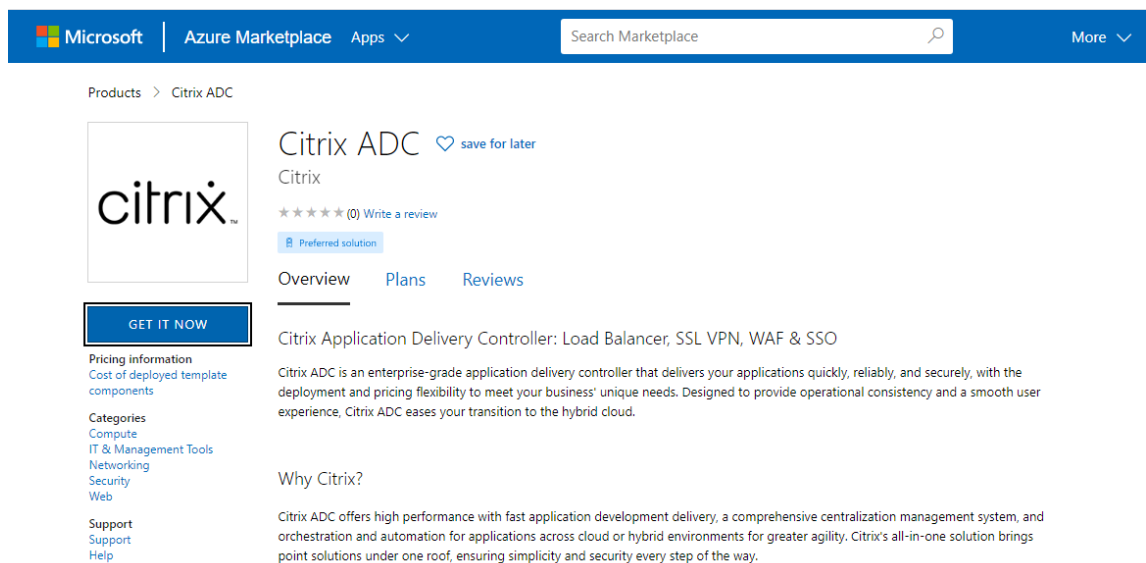 Microsoft
Azure Marketplace
Apps
Search Marketplace
More
Products > Citrix ADC
citrix™
Citrix ADC
save for later
Citrix
(0) Write a review
Preferred solution
Overview
Plans
Reviews
GET IT NOW
Pricing information
Cost of deployed template
components
Categories
Compute
IT & Management Tools
Networking
Security
Web
Support
Support
Help
Citrix Application Delivery Controller: Load Balancer, SSL VPN, WAF & SSO
Citrix ADC is an enterprise-grade application delivery controller that delivers your applications quickly, reliably, and securely, with the
deployment and pricing flexibility to meet your business' unique needs. Designed to provide operational consistency and a smooth user
experience, Citrix ADC eases your transition to the hybrid cloud.
Why Citrix?
Citrix ADC offers high performance with fast application development delivery, a comprehensive centralization management system, and
orchestration and automation for applications across cloud or hybrid environments for greater agility. Citrix's all-in-one solution brings
point solutions under one roof, ensuring simplicity and security every step of the way.